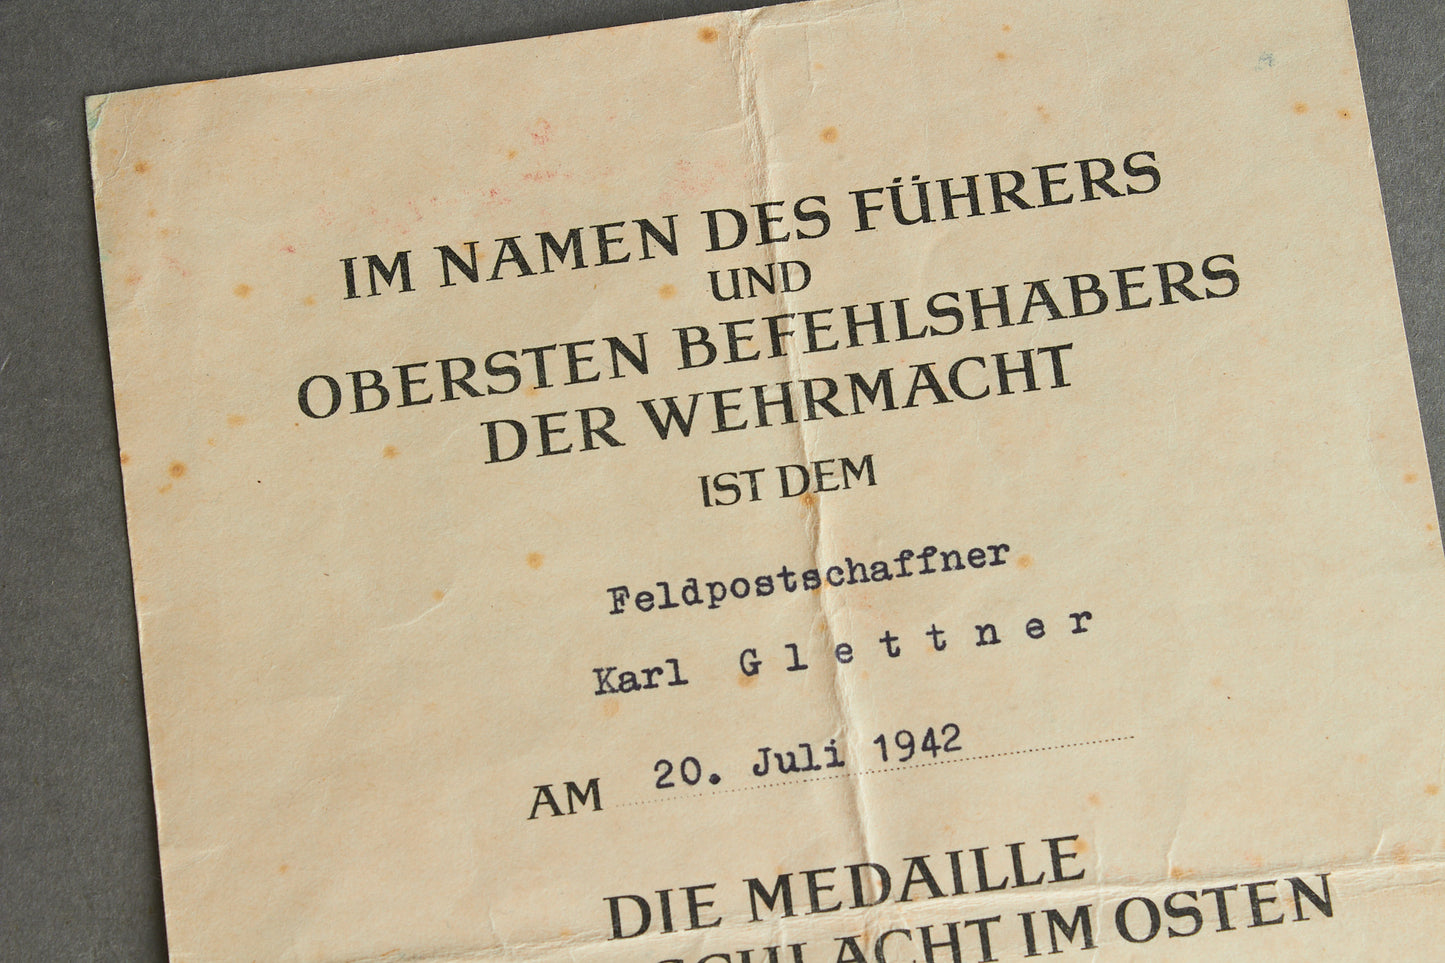 IM NAMEN DES FÜHRERS
UND
OBERSTEN BEFEHLSHABERS
DER WEHRMACHT
IST DEM
Feldpostschaffner
Karl G l e t t n e r
AM 20. Juli 1942
DIE MEDAILLE
SCHLACHT IM OSTEN